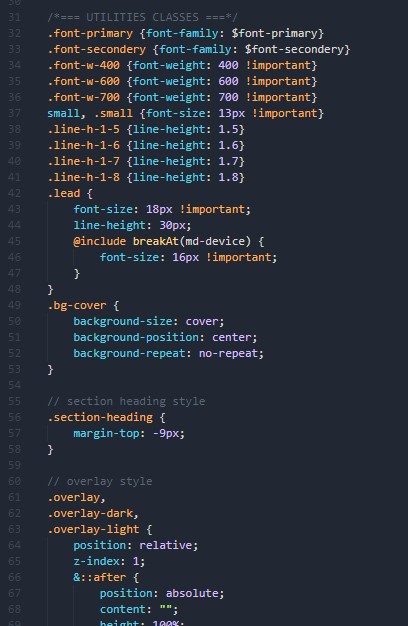 30
31 /*=== UTILITIES CLASSES ===*/
32 .font-primary {font-family: $font-primary}
33 .font-secondery {font-family: $font-secondery}
34 .font-w-400 {font-weight: 400 !important}
35 .font-w-600 {font-weight: 600 !important}
36 .font-w-700 {font-weight: 700 !important}
37 small, .small {font-size: 13px !important}
38 .line-h-1-5 {line-height: 1.5}
39 .line-h-1-6 {line-height: 1.6}
40 .line-h-1-7 {line-height: 1.7}
41 .line-h-1-8 {line-height: 1.8}
42 .lead {
43 font-size: 18px !important;
44 line-height: 30px;
45 @include breakAt(md-device) {
46 font-size: 16px !important;
47 }
48 }
49 .bg-cover {
50 background-size: cover;
51 background-position: center;
52 background-repeat: no-repeat;
53 }
54
55 // section heading style
56 .section-heading {
57 margin-top: -9px;
58 }
59
60 // overlay style
61 .overlay,
62 .overlay-dark,
63 .overlay-light {
64 position: relative;
65 z-index: 1;
66 &::after {
67 position: absolute;
68 content: "";
69 height: 100%;